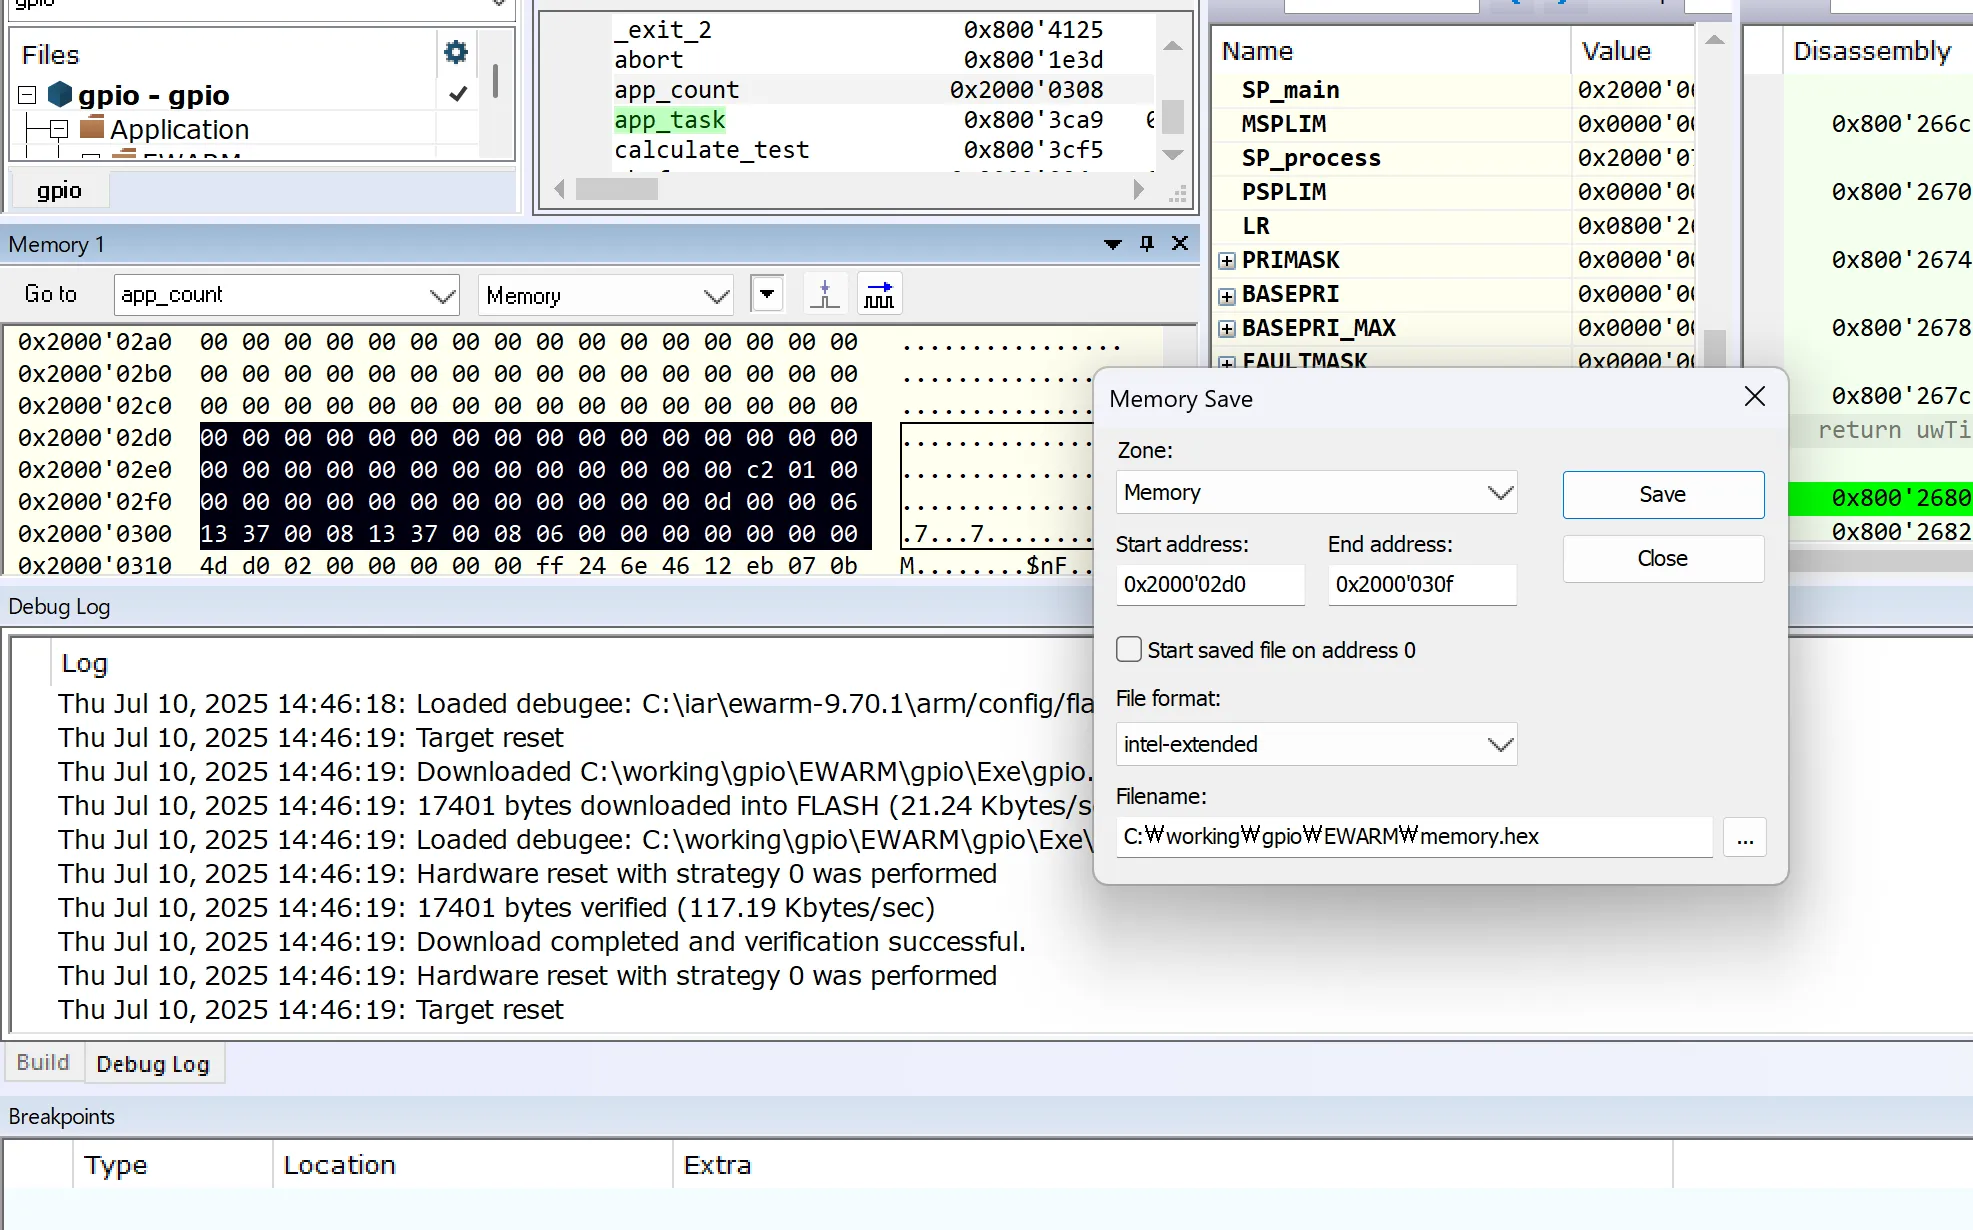 gpio
Files
gpio - gpio
Application
EWARM
gpio
_exit_2 0x800'4125
abort 0x800'1e3d
app_count 0x2000'0308
app_task 0x800'3ca9
calculate_test 0x800'3cf5
Memory 1
Go to app_count Memory
0x2000'02a0 00 00 00 00 00 00 00 00 00 00 00 00 00 00 00 00 ................
0x2000'02b0 00 00 00 00 00 00 00 00 00 00 00 00 00 00 00 00 ..............
0x2000'02c0 00 00 00 00 00 00 00 00 00 00 00 00 00 00 00 00 ..............
0x2000'02d0 00 00 00 00 00 00 00 00 00 00 00 00 00 00 00 00 ..............
0x2000'02e0 00 00 00 00 00 00 00 00 00 00 00 00 00 c2 01 00 ..............
0x2000'02f0 00 00 00 00 00 00 00 00 00 00 00 00 0d 00 00 06 ..............
0x2000'0300 13 37 00 08 13 37 00 08 06 00 00 00 00 00 00 00 .7...7........
0x2000'0310 4d d0 02 00 00 00 00 00 ff 24 6e 46 12 eb 07 0b M........$nF..
Name Value
SP_main 0x2000'0
MSPLIM 0x0000'0
SP_process 0x2000'0
PSPLIM 0x0000'0
LR 0x0800'2
PRIMASK 0x0000'0
BASEPRI 0x0000'0
BASEPRI_MAX 0x0000'0
FAULTMASK 0x0000'0
Disassembly
0x800'266c
0x800'2670
0x800'2674
0x800'2678
0x800'267c
return uwTi
0x800'2680
0x800'2682
Memory Save
Zone:
Memory
Save
Start address: End address:
0x2000'02d0 0x2000'030f
Close
Start saved file on address 0
File format:
intel-extended
Filename:
C:₩working₩gpio₩EWARM₩memory.hex
...
Debug Log
Log
Thu Jul 10, 2025 14:46:18: Loaded debugee: C:\iar\ewarm-9.70.1\arm/config/fla
Thu Jul 10, 2025 14:46:19: Target reset
Thu Jul 10, 2025 14:46:19: Downloaded C:\working\gpio\EWARM\gpio\Exe\gpio.
Thu Jul 10, 2025 14:46:19: 17401 bytes downloaded into FLASH (21.24 Kbytes/s
Thu Jul 10, 2025 14:46:19: Loaded debugee: C:\working\gpio\EWARM\gpio\Exe\
Thu Jul 10, 2025 14:46:19: Hardware reset with strategy 0 was performed
Thu Jul 10, 2025 14:46:19: 17401 bytes verified (117.19 Kbytes/sec)
Thu Jul 10, 2025 14:46:19: Download completed and verification successful.
Thu Jul 10, 2025 14:46:19: Hardware reset with strategy 0 was performed
Thu Jul 10, 2025 14:46:19: Target reset
Build Debug Log
Breakpoints
Type Location Extra